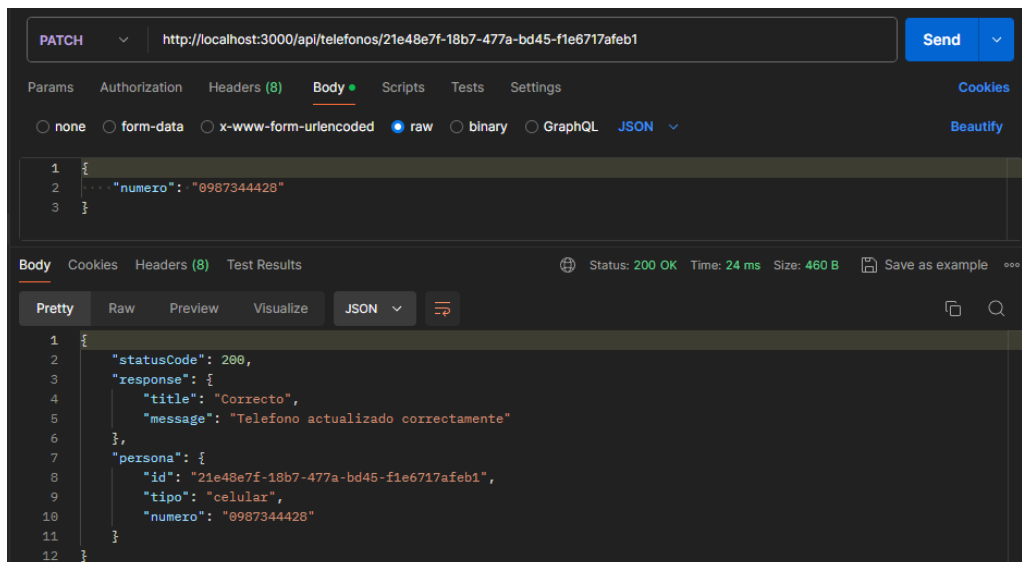 PATCH http://localhost:3000/api/telefonos/21e48e7f-18b7-477a-bd45-f1e6717afeb1 Send
Params Authorization Headers (8) Body Scripts Tests Settings Cookies
none form-data x-www-form-urlencoded raw binary GraphQL JSON Beautify
1 {
2 ····"numero":·"0987344428"
3 }
Body Cookies Headers (8) Test Results Status: 200 OK Time: 24 ms Size: 460 B Save as example
Pretty Raw Preview Visualize JSON
1 {
2 "statusCode": 200,
3 "response": {
4 "title": "Correcto",
5 "message": "Telefono actualizado correctamente"
6 },
7 "persona": {
8 "id": "21e48e7f-18b7-477a-bd45-f1e6717afeb1",
9 "tipo": "celular",
10 "numero": "0987344428"
11 }
12 }